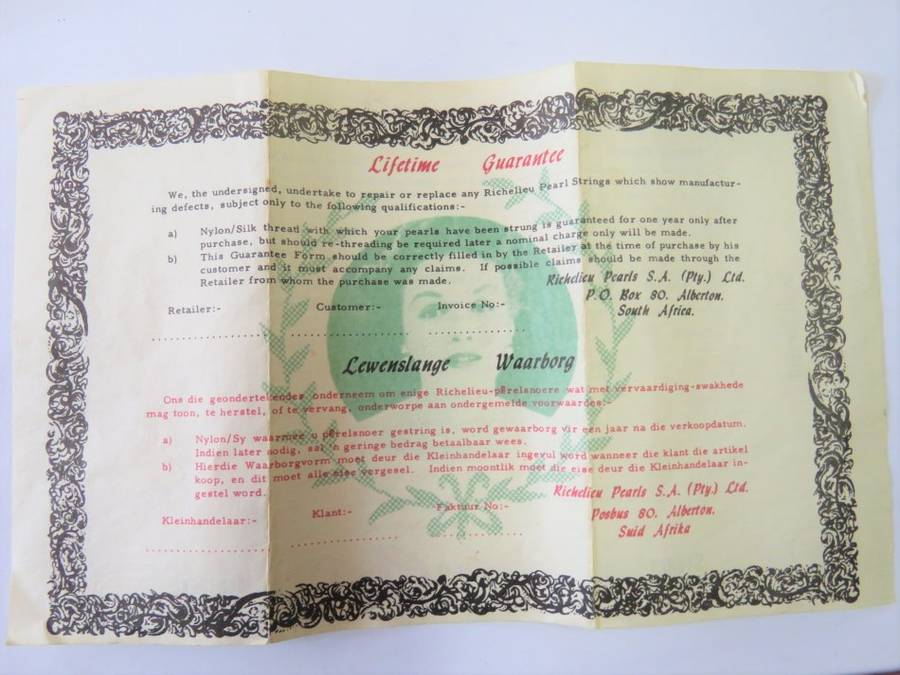 Lifetime Guarantee
We, the undersigned, undertake to repair or replace any Richelieu Pearl Strings which show manufactur-
ing defects, subject only to the following qualifications:-
a) Nylon/Silk thread with which your pearls have been strung is guaranteed for one year only after
purchase, but should re-threading be required later a nominal charge only will be made.
b) This Guarantee Form should be correctly filled in by the Retailer at the time of purchase by his
customer and it must accompany any claims. If possible claims should be made through the
Retailer from whom the purchase was made.
Richelieu Pearls S.A. (Pty.) Ltd.
P.O. Box 80. Alberton.
South Africa.
Retailer:- Customer:- Invoice No:-
Lewenslange Waarborg
Ons die geondertekendes onderneem om enige Richelieu-pêrelsnoere wat met vervaardiging-swakhede
mag toon, te herstel, of te vervang, onderworpe aan ondergemelde voorwaardes:-
a) Nylon/Sy waarmee u pêrelsnoer gestring is, word gewaarborg vir een jaar na die verkoopdatum.
Indien later nodig, sal 'n geringe bedrag betaalbaar wees.
b) Hierdie Waarborgvorm moet deur die Kleinhandelaar ingevul word wanneer die klant die artikel
koop, en dit moet alle eise vergesel. Indien moontlik moet die eise deur die Kleinhandelaar in-
gestel word.
Richelieu Pearls S.A. (Pty.) Ltd.
Posbus 80. Alberton.
Suid Afrika
Kleinhandelaar:- Klant:- Faktuur No:-